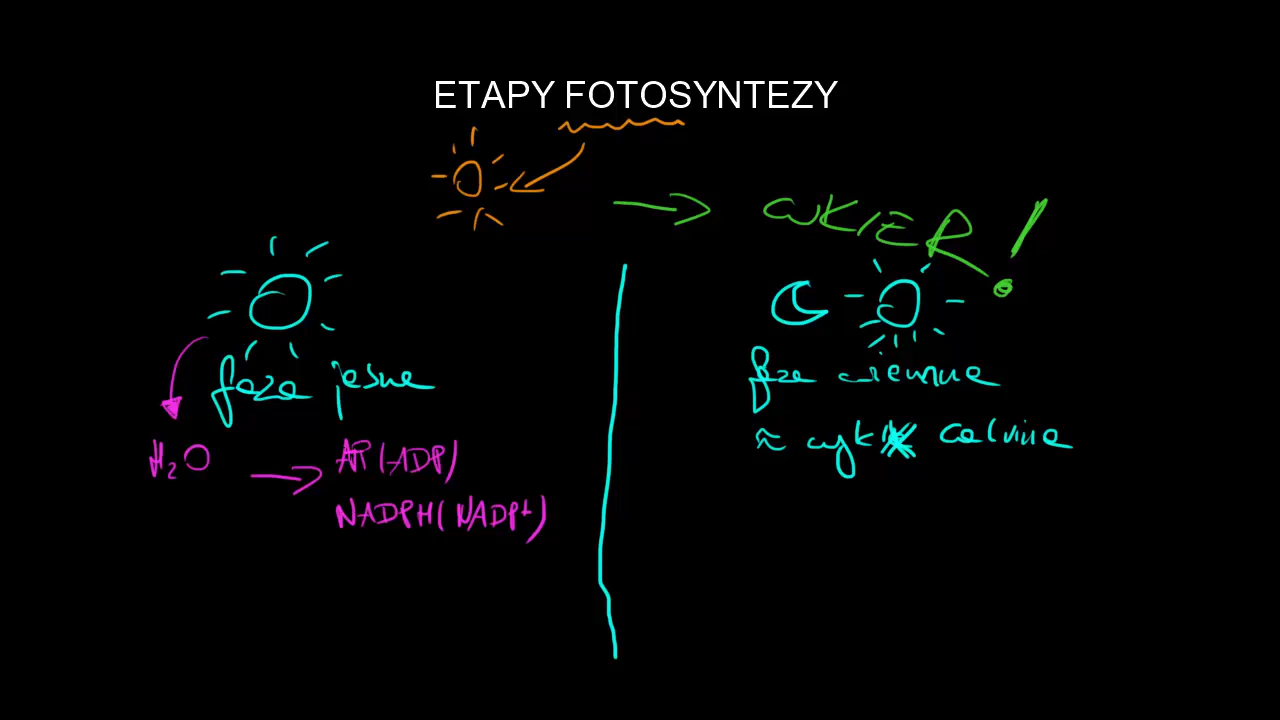 ETAPY FOTOSYNTEZY
CUKIER!
faza jasna
H₂O → ATP (ADP)
NADPH (NADP+)
faza ciemna
≈ cykl calvina